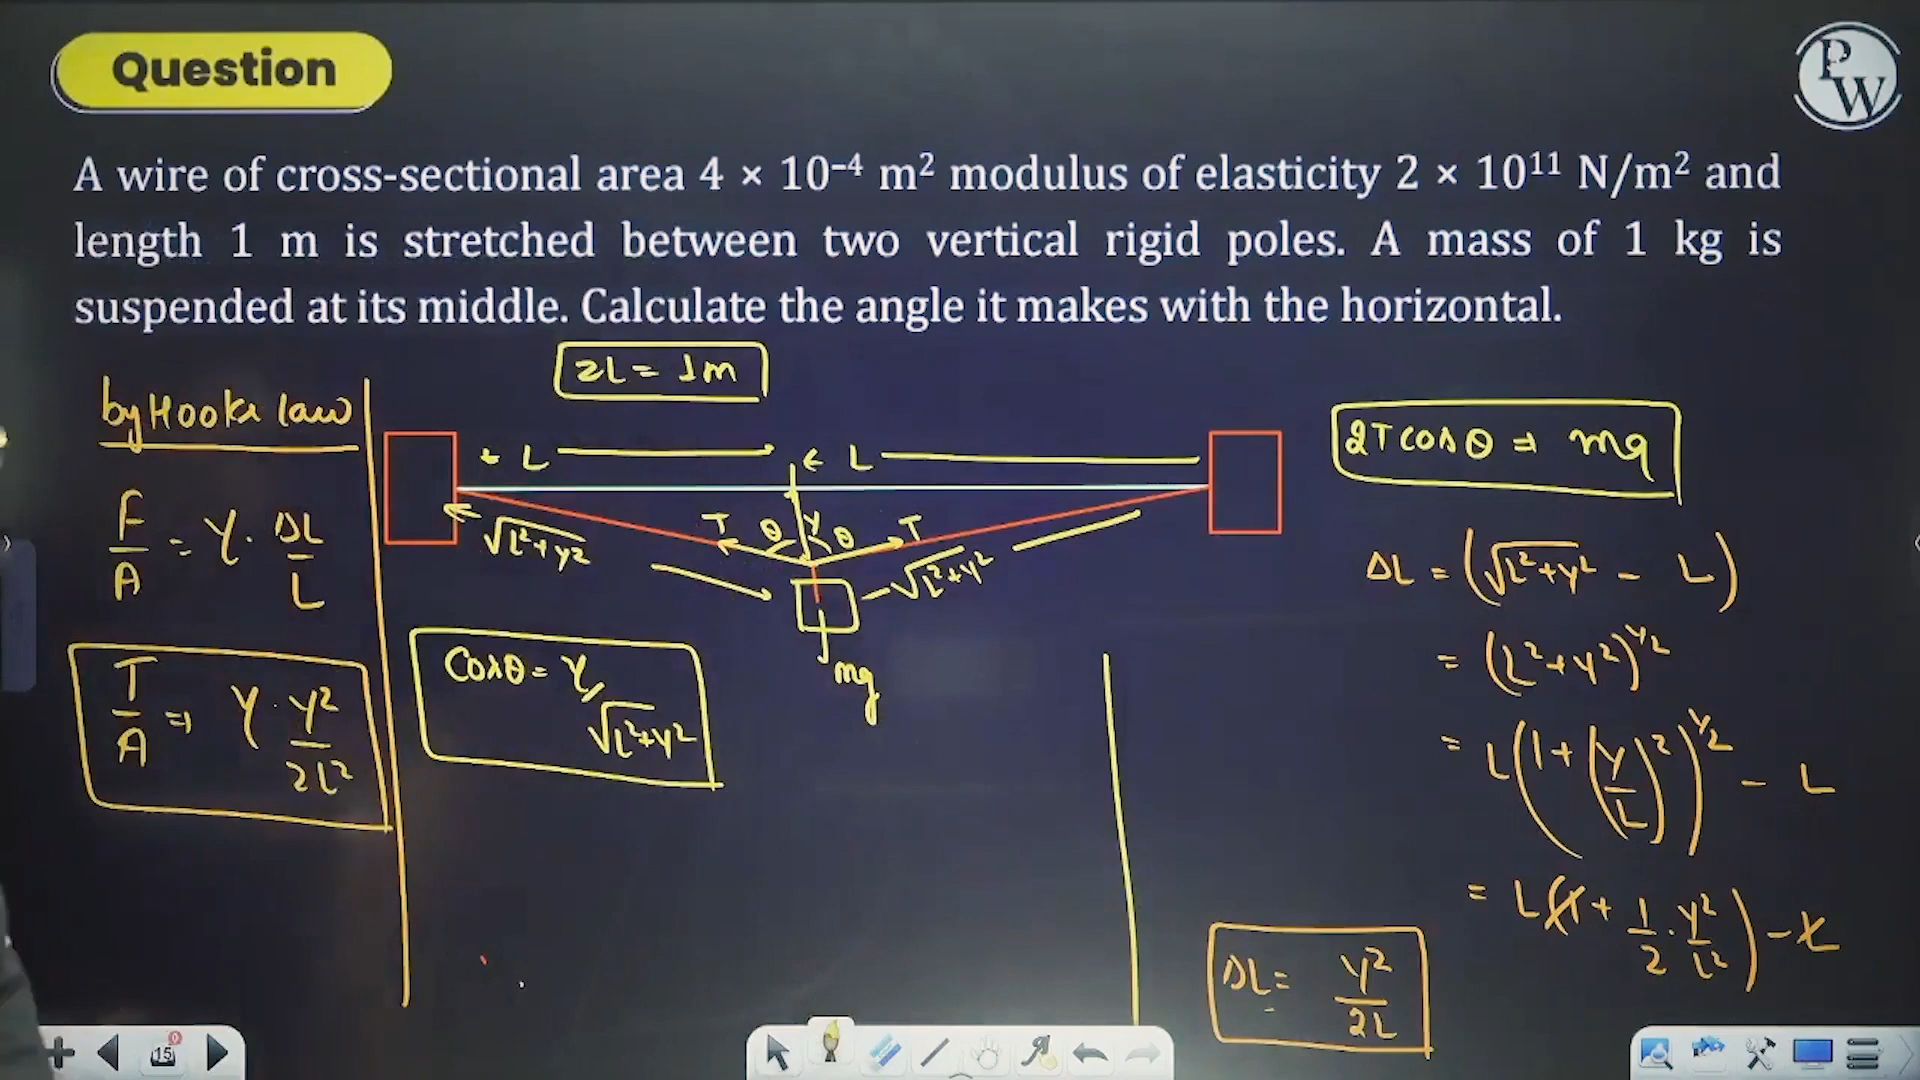 Question
PW
A wire of cross-sectional area 4 × 10⁻⁴ m² modulus of elasticity 2 × 10¹¹ N/m² and
length 1 m is stretched between two vertical rigid poles. A mass of 1 kg is
suspended at its middle. Calculate the angle it makes with the horizontal.
2L = 1m
by Hooke law
F/A = Y · ΔL/L
T/A ⇒ Y · y²/2L²
← L
← L
√L²+y²
T θ y θ T
√L²+y²
mg
Cosθ = y/√L²+y²
2T cosθ ⇒ mg
ΔL = (√L²+y² - L)
= (L²+y²)^1/2
= L(1+(y/L)²)^1/2 - L
= L(1 + 1/2 · y²/L²) - L
ΔL = y²/2L
15
0